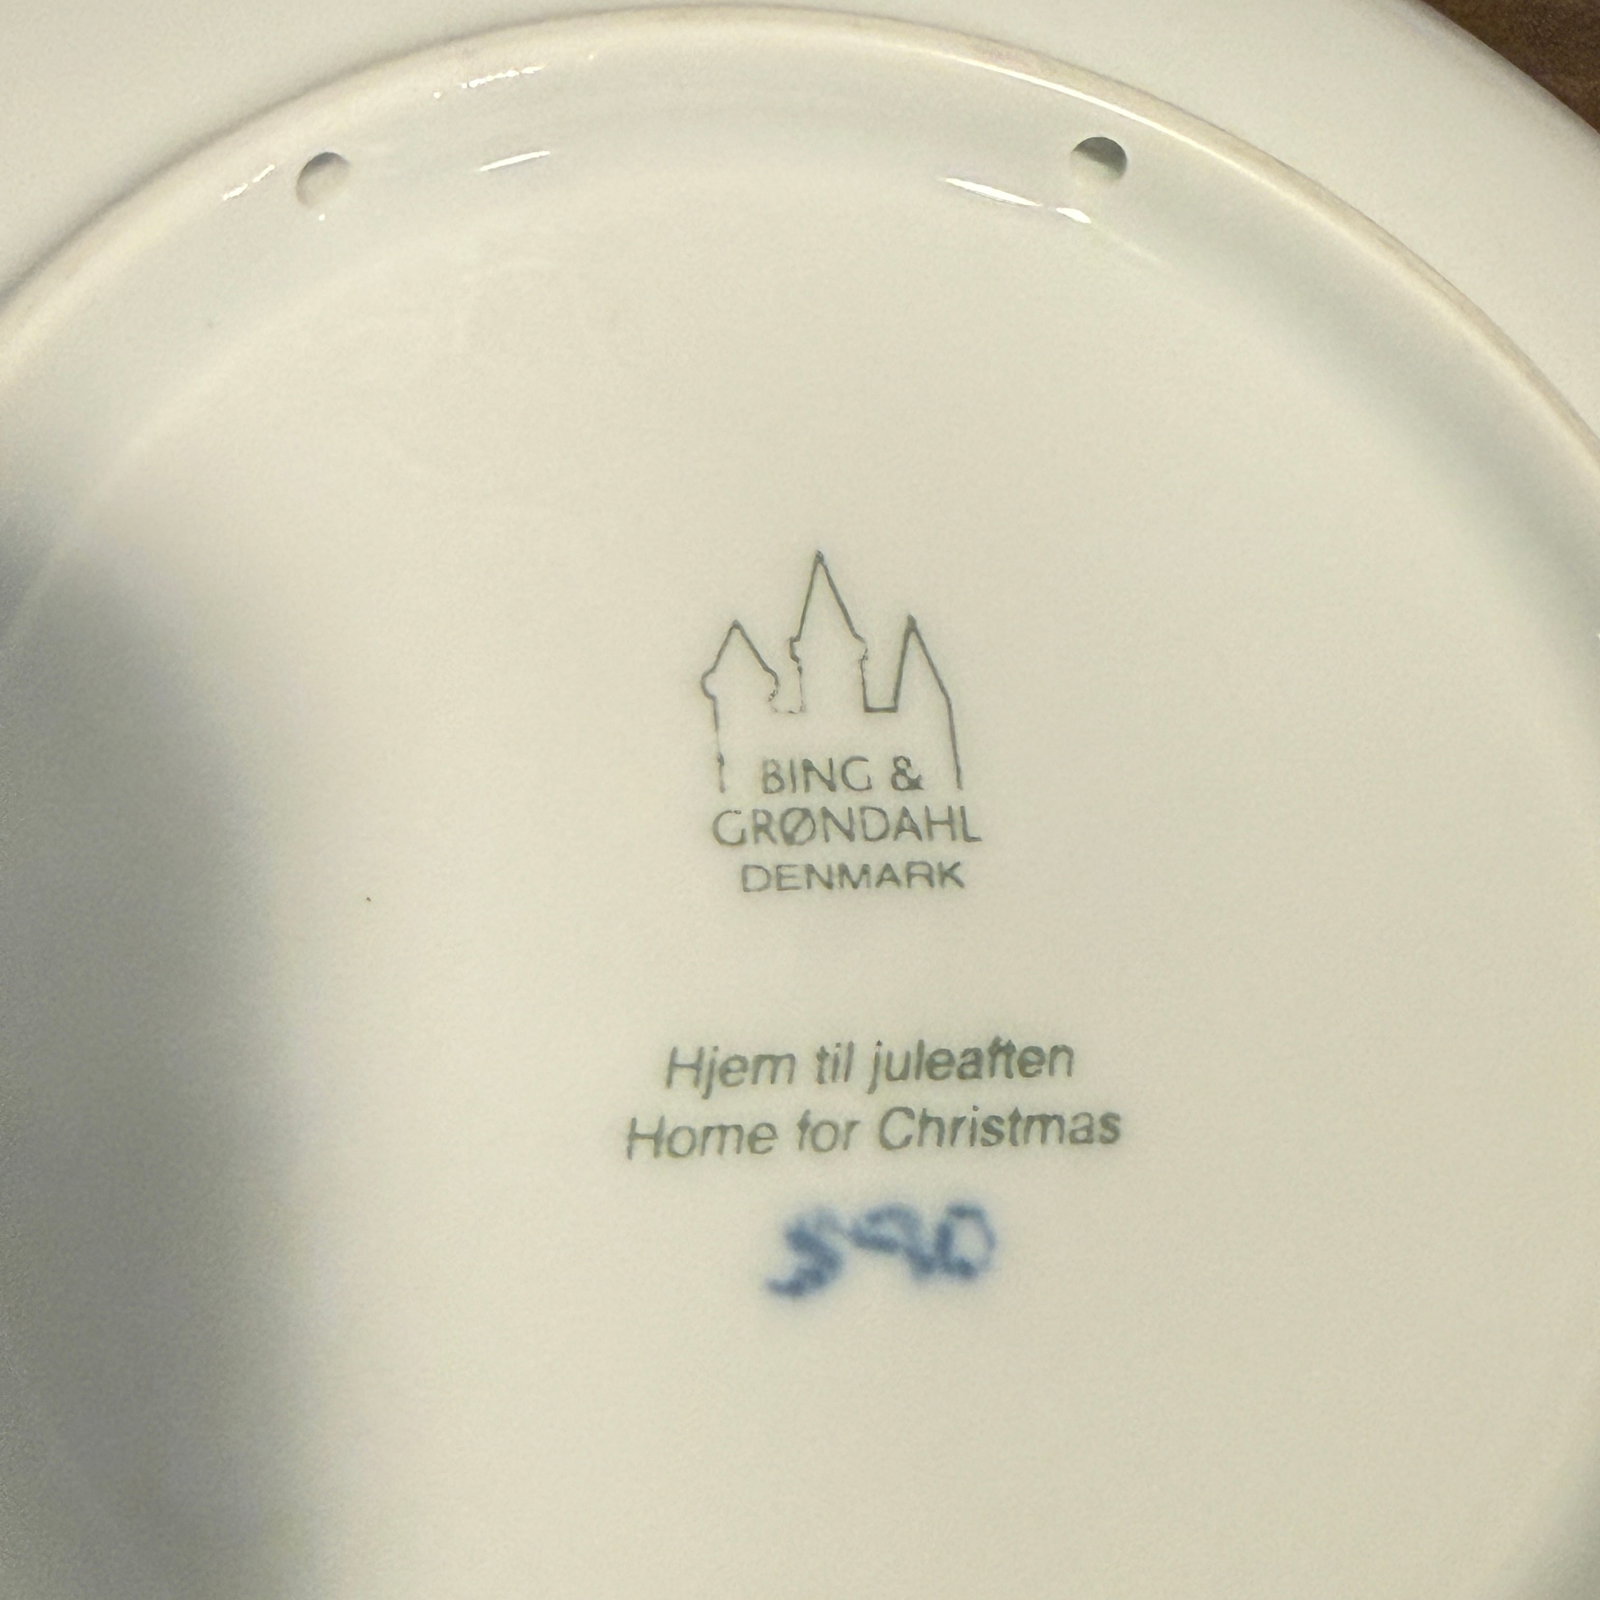 BING &
GRØNDAHL
DENMARK
Hjem til juleaften
Home for Christmas